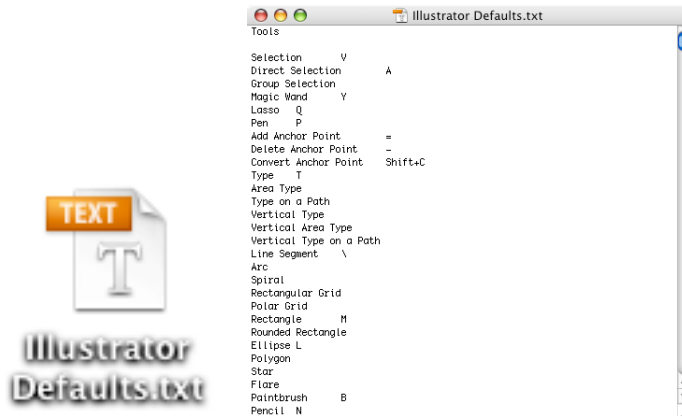 Illustrator Defaults.txt
Tools
Selection V
Direct Selection A
Group Selection
Magic Wand Y
Lasso Q
Pen P
Add Anchor Point =
Delete Anchor Point -
Convert Anchor Point Shift+C
Type T
Area Type
Type on a Path
Vertical Type
Vertical Area Type
Vertical Type on a Path
Line Segment \
Arc
Spiral
Rectangular Grid
Polar Grid
Rectangle M
Rounded Rectangle
Ellipse L
Polygon
Star
Flare
Paintbrush B
Pencil N
TEXT
T
Illustrator
Defaults.txt